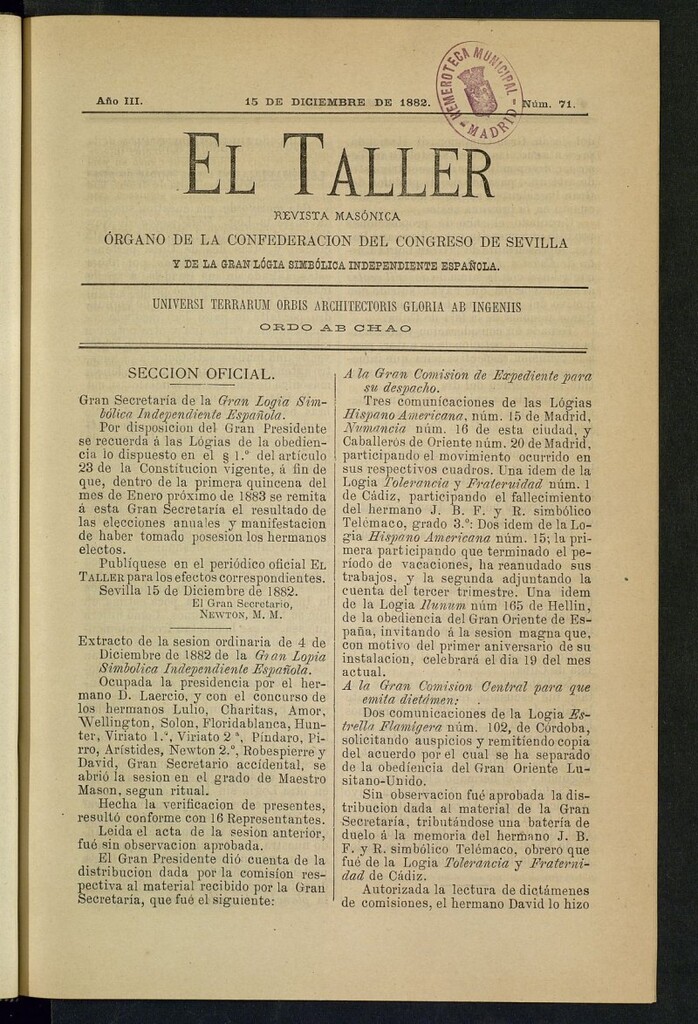 Año III.
15 DE DICIEMBRE DE 1882.
Núm. 71.
HEMEROTECA MUNICIPAL
MADRID
EL TALLER
REVISTA MASÓNICA
ÓRGANO DE LA CONFEDERACION DEL CONGRESO DE SEVILLA
Y DE LA GRAN LÓGIA SIMBÓLICA INDEPENDIENTE ESPAÑOLA.
UNIVERSI TERRARUM ORBIS ARCHITECTORIS GLORIA AB INGENIIS
ORDO AB CHAO
SECCION OFICIAL.
Gran Secretaría de la Gran Logia Sim-
bólica Independiente Española.
Por disposicion del Gran Presidente
se recuerda á las Lógias de la obedien-
cia lo dispuesto en el § 1.º del artículo
23 de la Constitucion vigente, á fin de
que, dentro de la primera quincena del
mes de Enero próximo de 1883 se remita
á esta Gran Secretaría el resultado de
las elecciones anuales y manifestacion
de haber tomado posesion los hermanos
electos.
Publíquese en el periódico oficial EL
TALLER para los efectos correspondientes.
Sevilla 15 de Diciembre de 1882.
El Gran Secretario,
NEWTON, M. M.
Extracto de la sesion ordinaria de 4 de
Diciembre de 1882 de la Gran Lopia
Simbolica Independiente Española.
Ocupada la presidencia por el her-
mano D. Laercio, y con el concurso de
los hermanos Lulio, Charitas, Amor,
Wellington, Solon, Floridablanca, Hun-
ter, Viriato 1.º, Viriato 2 º, Píndaro, Pi-
rro, Arístides, Newton 2.º, Robespierre y
David, Gran Secretario accidental, se
abrió la sesion en el grado de Maestro
Mason, segun ritual.
Hecha la verificacion de presentes,
resultó conforme con 16 Representantes.
Leida el acta de la sesion anterior,
fué sin observacion aprobada.
El Gran Presidente dió cuenta de la
distribucion dada por la comisión res-
pectiva al material recibido por la Gran
Secretaría, que fué el siguiente:
A la Gran Comision de Expediente para
su despacho.
Tres comunicaciones de las Lógias
Hispano Americana, núm. 15 de Madrid,
Numancia núm. 16 de esta ciudad, y
Caballeros de Oriente núm. 20 de Madrid,
participando el movimiento ocurrido en
sus respectivos cuadros. Una idem de la
Logia Tolerancia y Frateruidad núm. 1
de Cádiz, participando el fallecimiento
del hermano J. B. F. y R. simbólico
Telémaco, grado 3.º: Dos idem de la Lo-
gia Hispano Americana núm. 15; la pri-
mera participando que terminado el pe-
ríodo de vacaciones, ha reanudado sus
trabajos, y la segunda adjuntando la
cuenta del tercer trimestre. Una idem
de la Logia Ilunum núm 165 de Hellin,
de la obediencia del Gran Oriente de Es-
paña, invitando á la sesion magna que,
con motivo del primer aniversario de su
instalacion, celebrará el dia 19 del mes
actual.
A la Gran Comision Central para que
emita dictámen:
Dos comunicaciones de la Logia Es-
trella Flamígera núm. 102, de Córdoba,
solicitando auspicios y remitiendo copia
del acuerdo por el cual se ha separado
de la obediencia del Gran Oriente Lu-
sitano-Unido.
Sin observacion fué aprobada la dis-
tribucion dada al material de la Gran
Secretaría, tributándose una batería de
duelo á la memoria del hermano J. B.
F. y R. simbólico Telémaco, obrero que
fué de la Logia Tolerancia y Fraterni-
dad de Cádiz.
Autorizada la lectura de dictámenes
de comisiones, el hermano David lo hizo